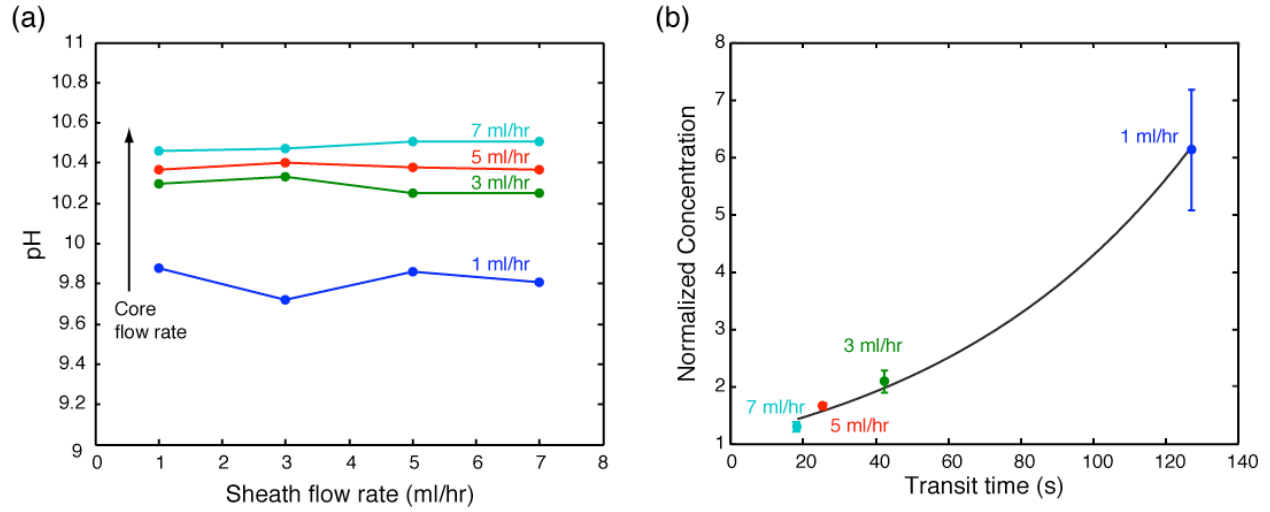 (a)
11
10.8
10.6
10.4
10.2
10
9.8
9.6
9.4
9.2
9
pH
7 ml/hr
5 ml/hr
3 ml/hr
1 ml/hr
Core
flow rate
0 1 2 3 4 5 6 7 8
Sheath flow rate (ml/hr)
(b)
8
7
6
5
4
3
2
1
Normalized Concentration
1 ml/hr
3 ml/hr
7 ml/hr
5 ml/hr
0 20 40 60 80 100 120 140
Transit time (s)